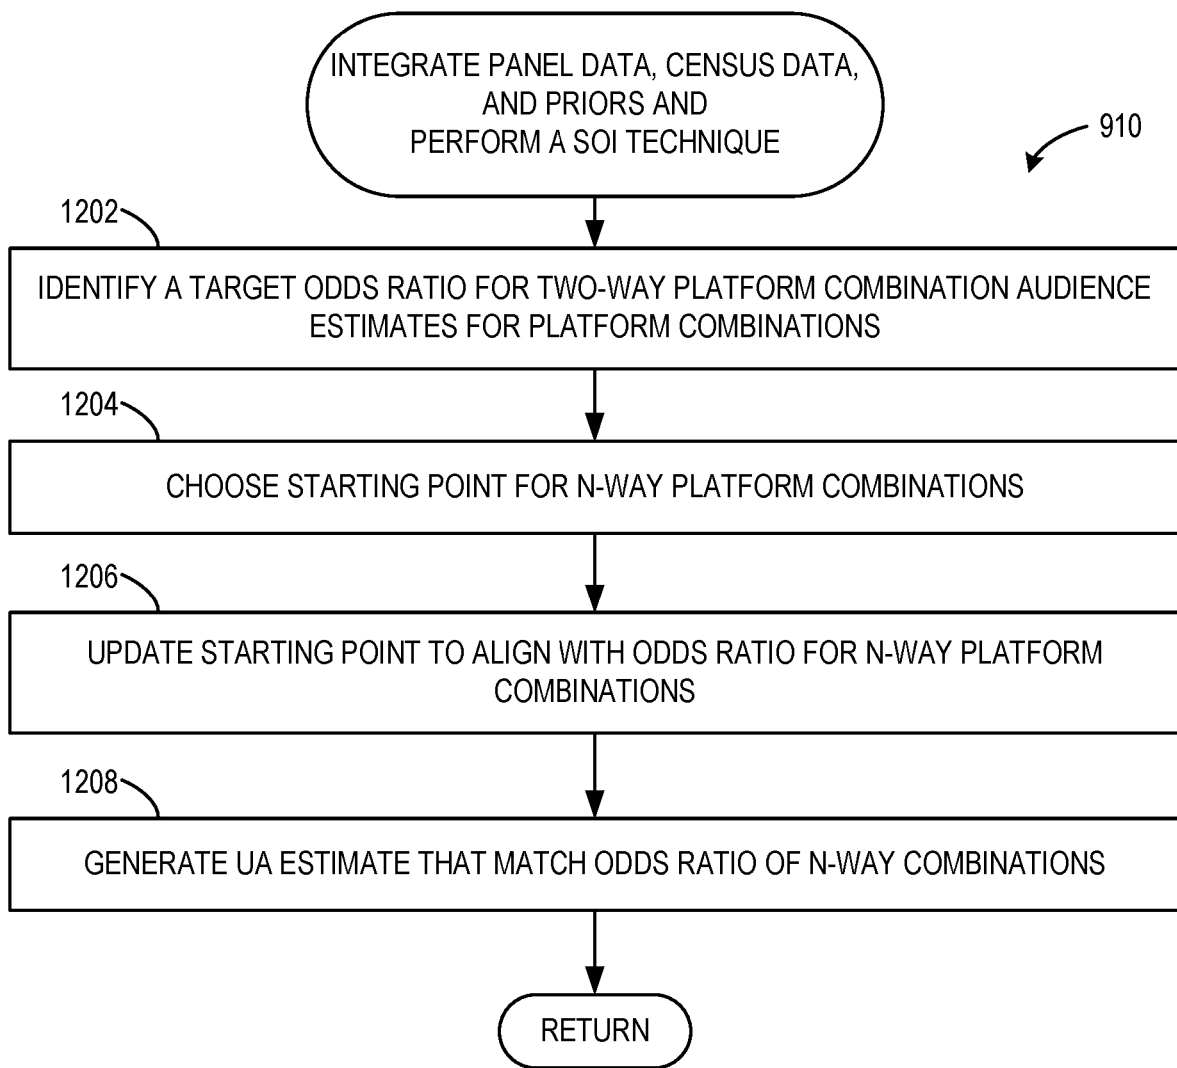 INTEGRATE PANEL DATA, CENSUS DATA,
AND PRIORS AND
PERFORM A SOI TECHNIQUE
910
1202
IDENTIFY A TARGET ODDS RATIO FOR TWO-WAY PLATFORM COMBINATION AUDIENCE
ESTIMATES FOR PLATFORM COMBINATIONS
1204
CHOOSE STARTING POINT FOR N-WAY PLATFORM COMBINATIONS
1206
UPDATE STARTING POINT TO ALIGN WITH ODDS RATIO FOR N-WAY PLATFORM
COMBINATIONS
1208
GENERATE UA ESTIMATE THAT MATCH ODDS RATIO OF N-WAY COMBINATIONS
RETURN